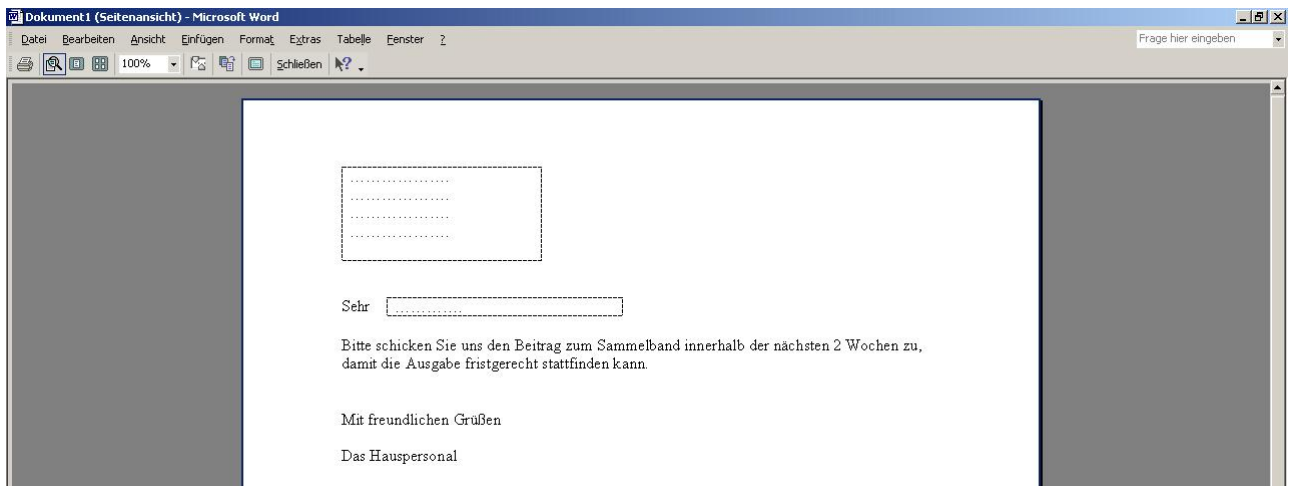 Dokument1 (Seitenansicht) - Microsoft Word
Datei Bearbeiten Ansicht Einfügen Format Extras Tabelle Fenster ? Frage hier eingeben
100% Schließen
……………….
……………….
……………….
……………….
Sehr ………….
Bitte schicken Sie uns den Beitrag zum Sammelband innerhalb der nächsten 2 Wochen zu,
damit die Ausgabe fristgerecht stattfinden kann.
Mit freundlichen Grüßen
Das Hauspersonal